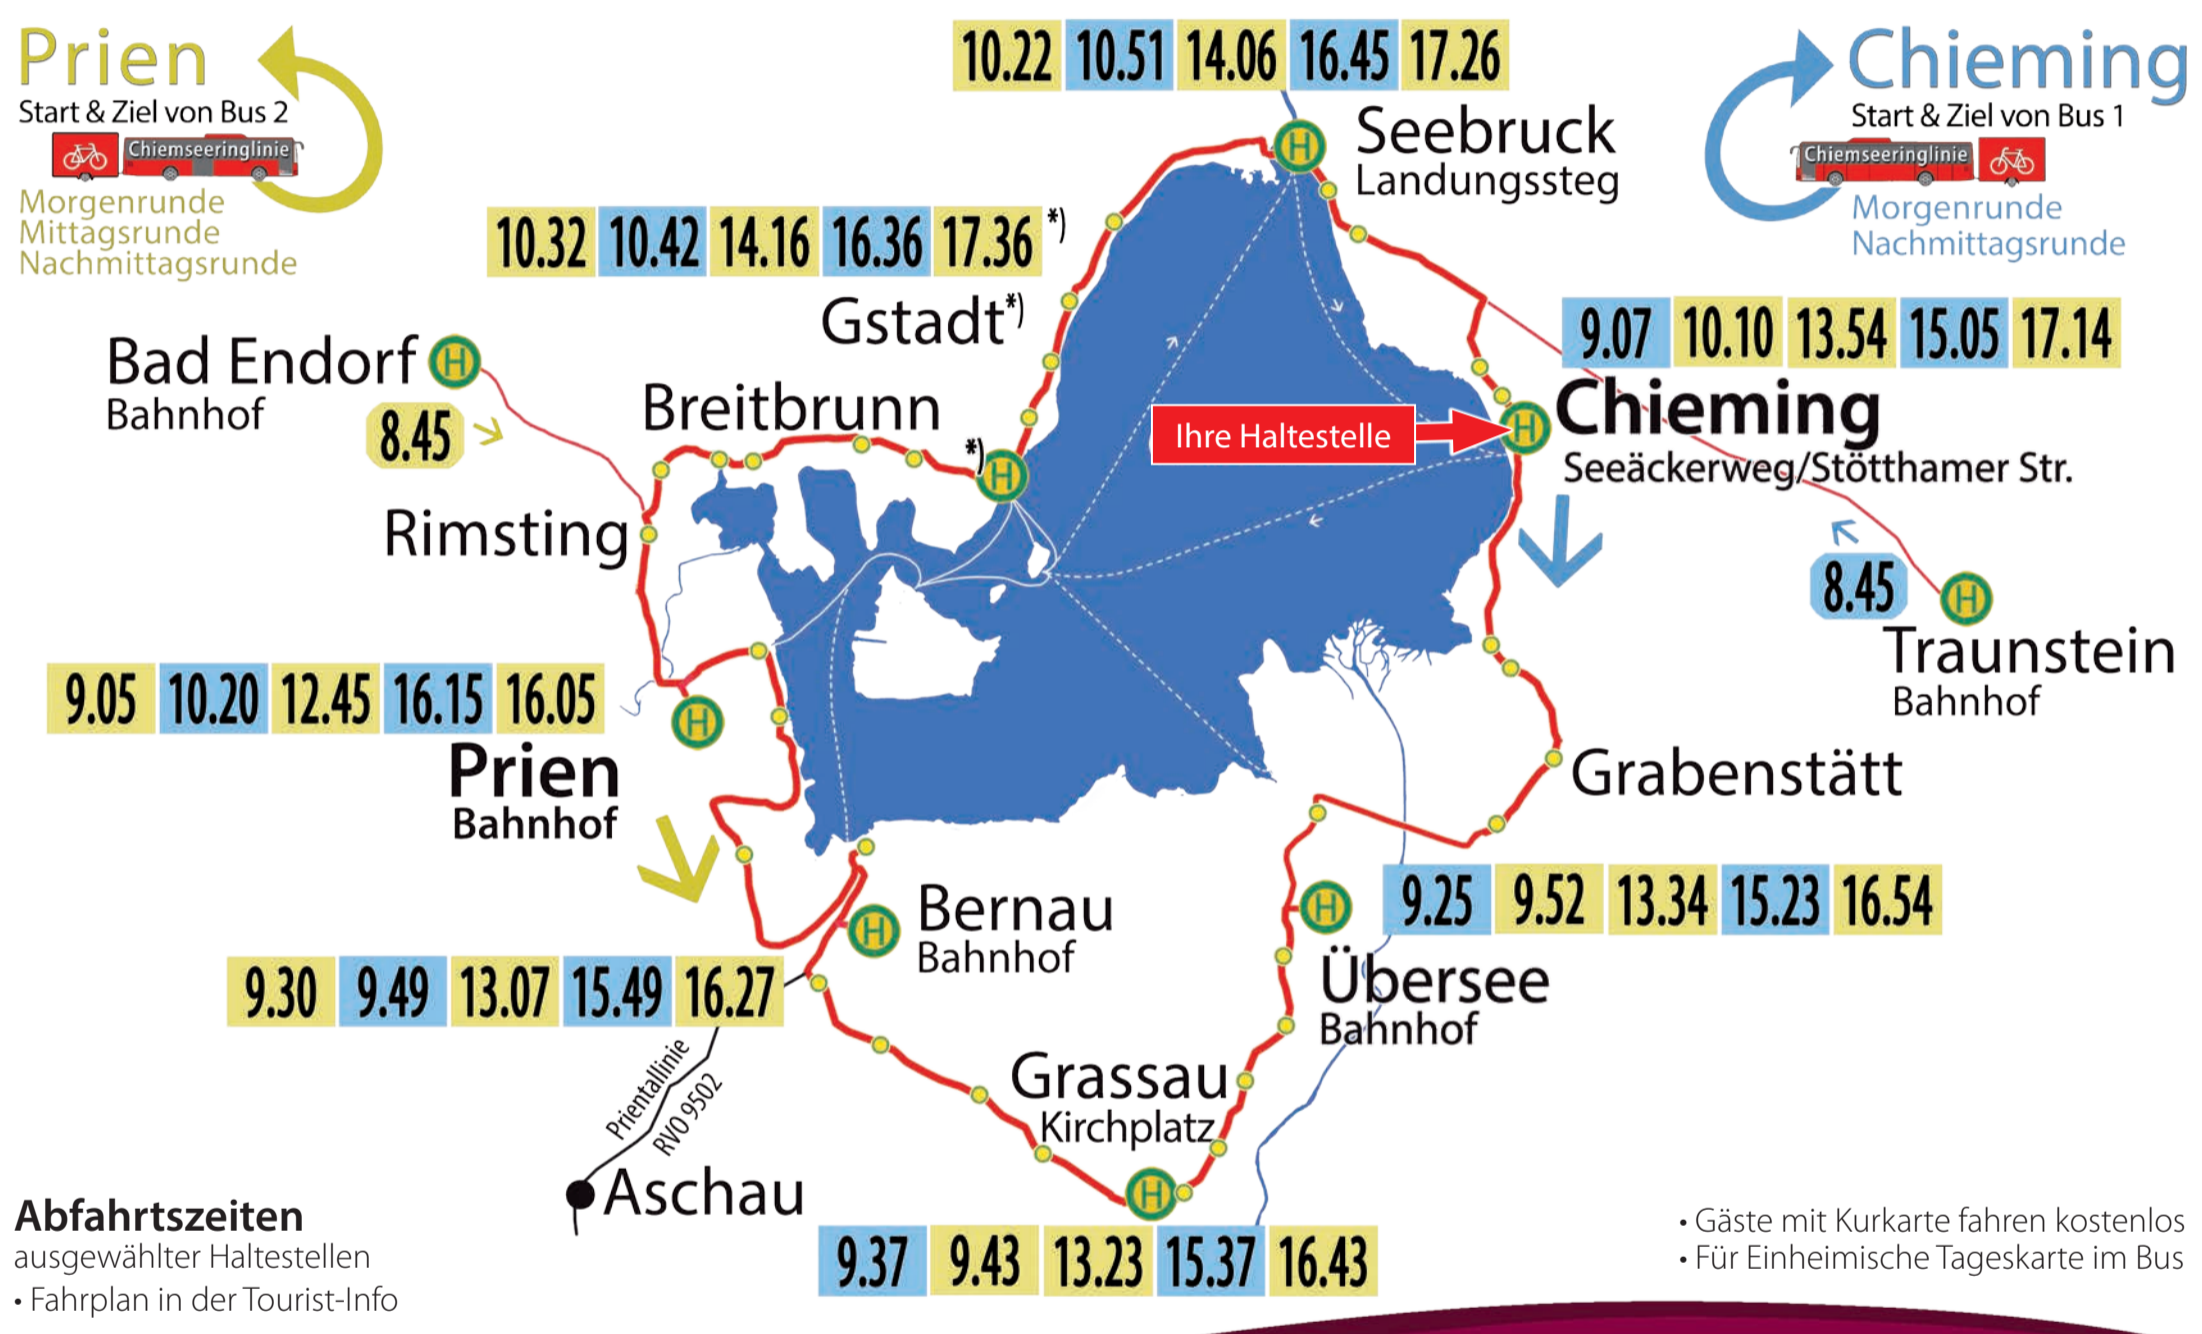 Prien
Start & Ziel von Bus 2
Chiemseeringlinie
Morgenrunde
Mittagsrunde
Nachmittagsrunde
10.22 10.51 14.06 16.45 17.26
Seebruck
Landungssteg
Chieming
Start & Ziel von Bus 1
Chiemseeringlinie
Morgenrunde
Nachmittagsrunde
10.32 10.42 14.16 16.36 17.36 *)
Gstadt*)
9.07 10.10 13.54 15.05 17.14
Chieming
Seeäckerweg/Stötthamer Str.
Ihre Haltestelle
H
H
Bad Endorf
H
Bahnhof
8.45
Breitbrunn
*)
H
Rimsting
8.45
H
Traunstein
Bahnhof
9.05 10.20 12.45 16.15 16.05
H
Prien
Bahnhof
Grabenstätt
9.25 9.52 13.34 15.23 16.54
H
Übersee
Bahnhof
Bernau
H
Bahnhof
9.30 9.49 13.07 15.49 16.27
Prientallinie
RVO 9502
Aschau
Grassau
Kirchplatz
H
9.37 9.43 13.23 15.37 16.43
Abfahrtszeiten
ausgewählter Haltestellen
• Fahrplan in der Tourist-Info
• Gäste mit Kurkarte fahren kostenlos
• Für Einheimische Tageskarte im Bus